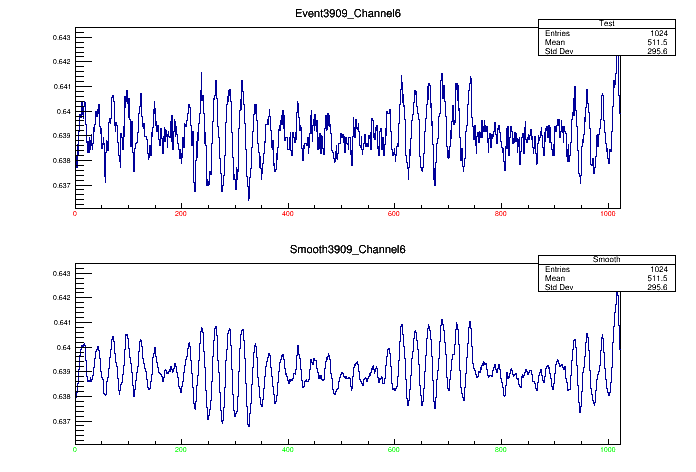 Event3909_Channel6
Test
Entries 1024
Mean 511.5
Std Dev 295.6
0.643
0.642
0.641
0.64
0.639
0.638
0.637
0 200 400 600 800 1000
Smooth3909_Channel6
Smooth
Entries 1024
Mean 511.5
Std Dev 295.6
0.643
0.642
0.641
0.64
0.639
0.638
0.637
0 200 400 600 800 1000